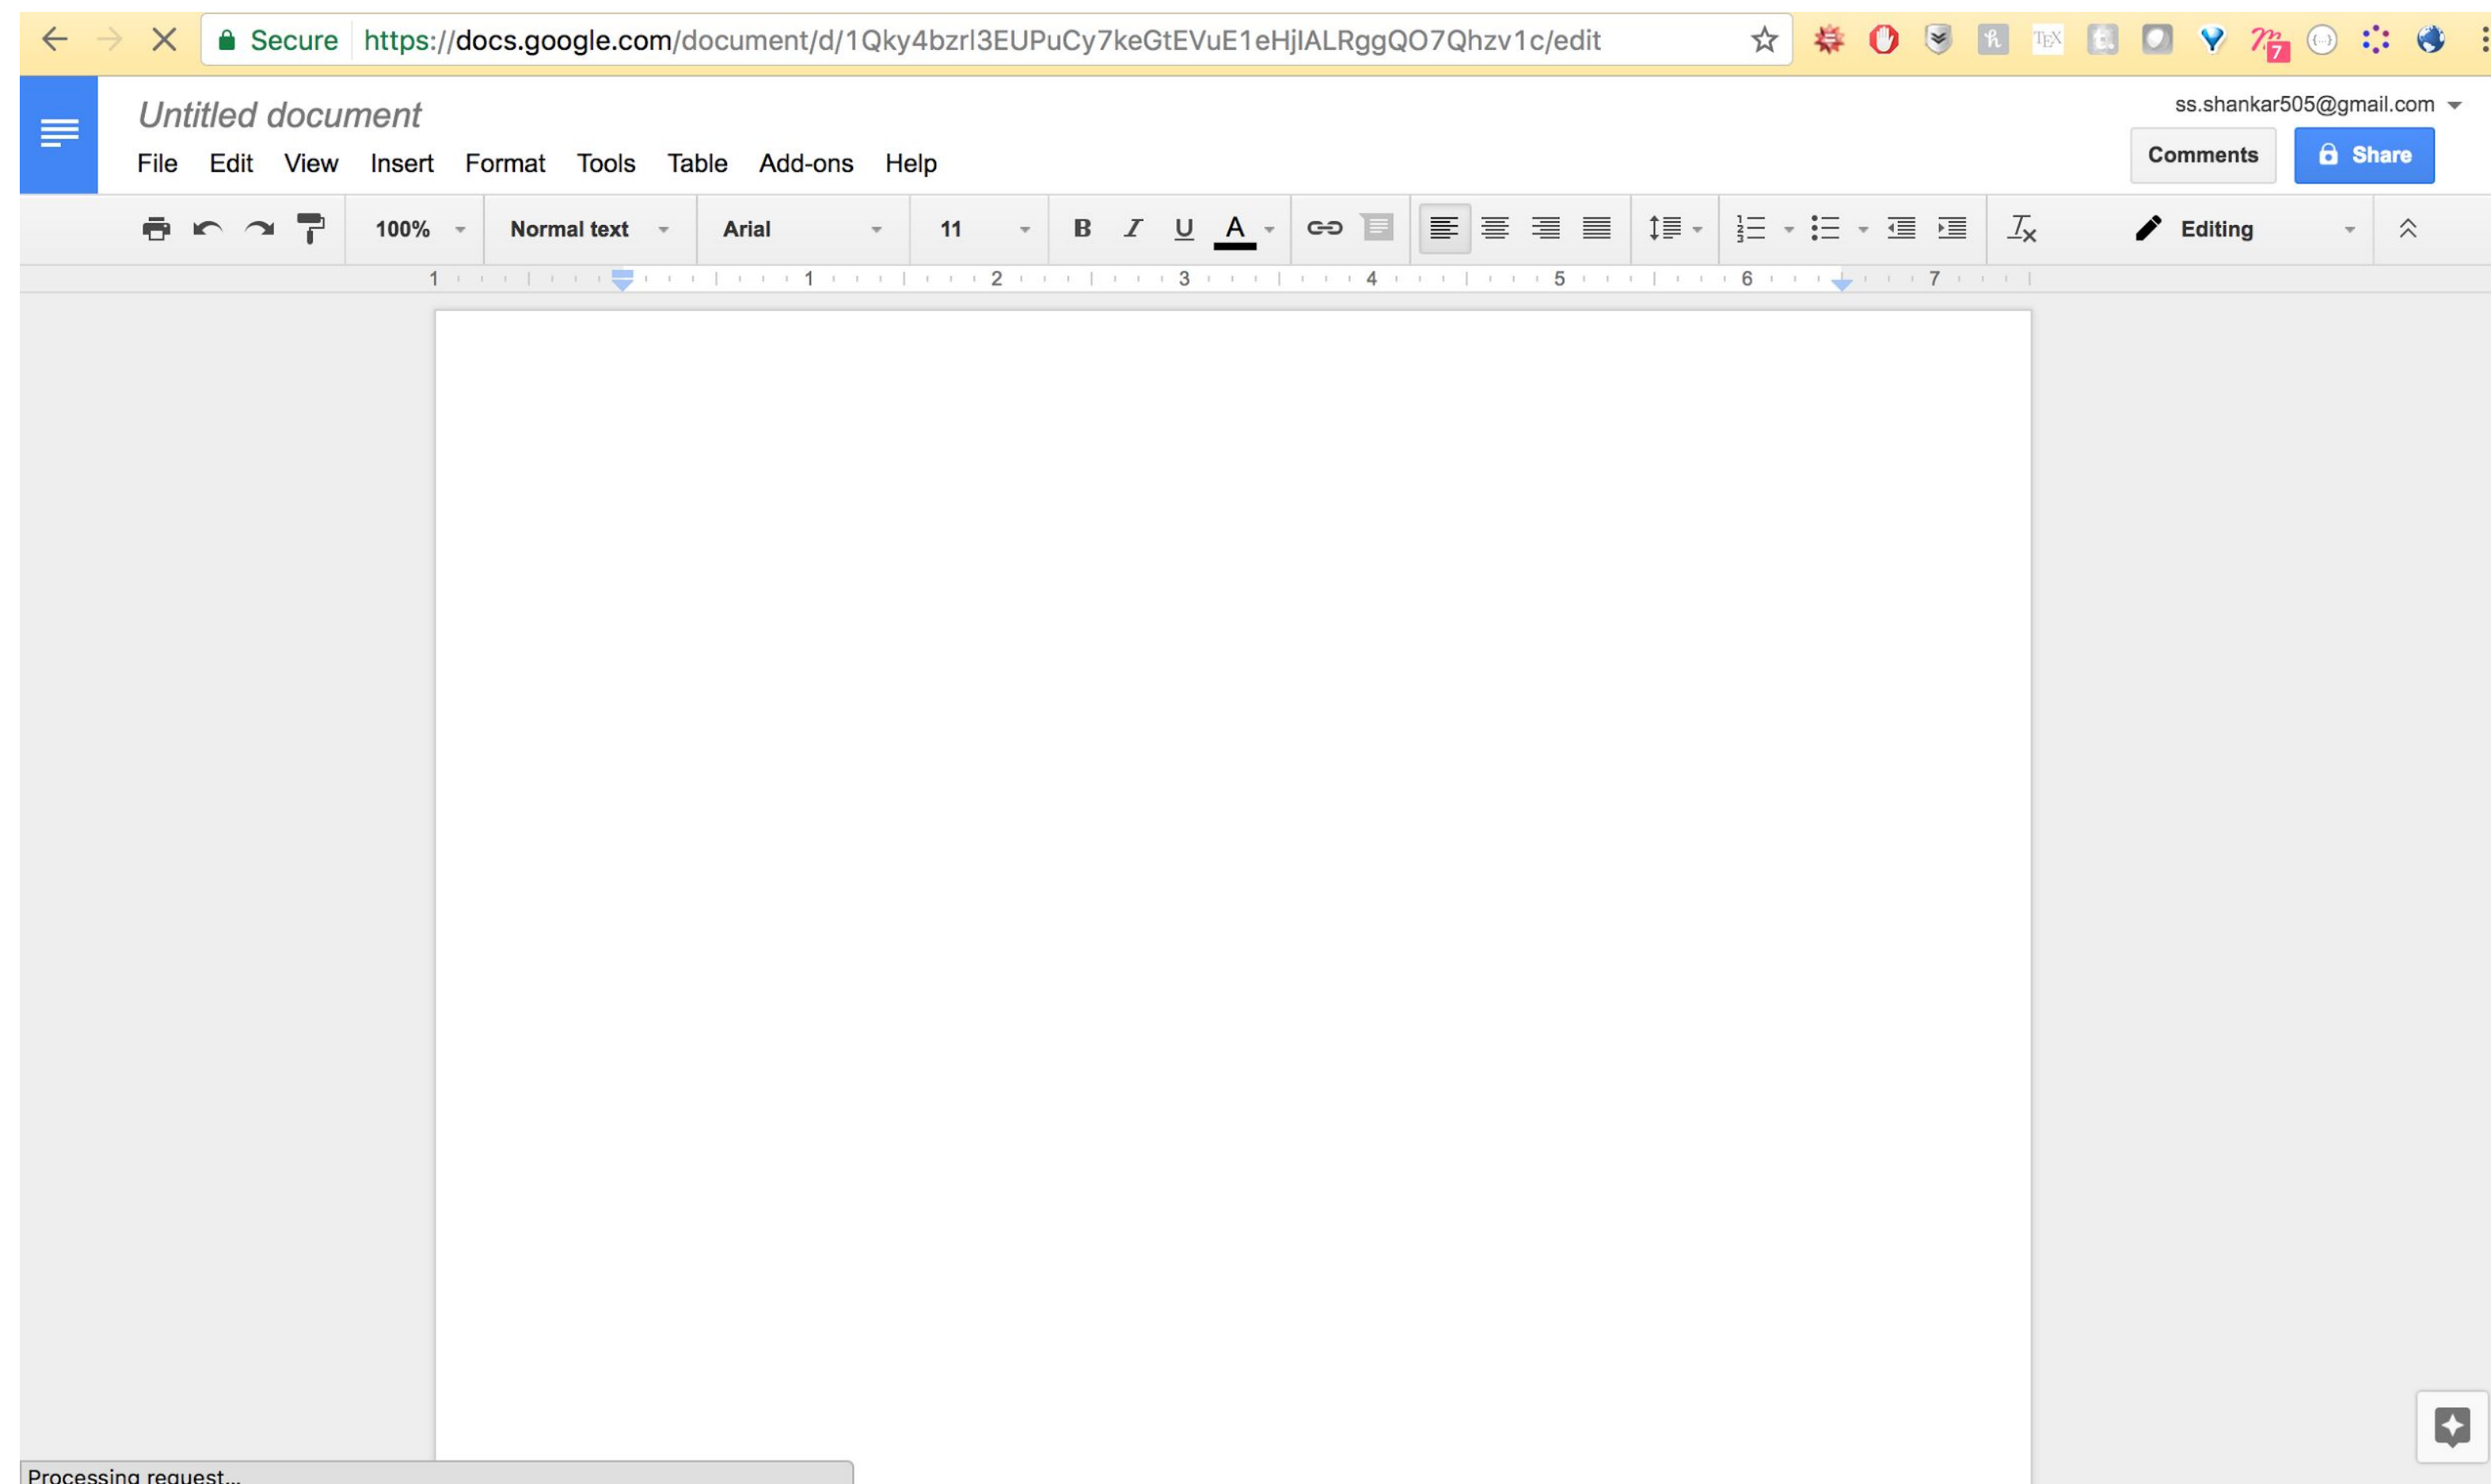 Secure https://docs.google.com/document/d/1Qky4bzrl3EUPuCy7keGtEVuE1eHjlALRggQO7Qhzv1c/edit
TEX
7
Untitled document
ss.shankar505@gmail.com
File Edit View Insert Format Tools Table Add-ons Help
Comments Share
100% Normal text Arial 11 B I U A Editing
1 1 2 3 4 5 6 7
Processing request...